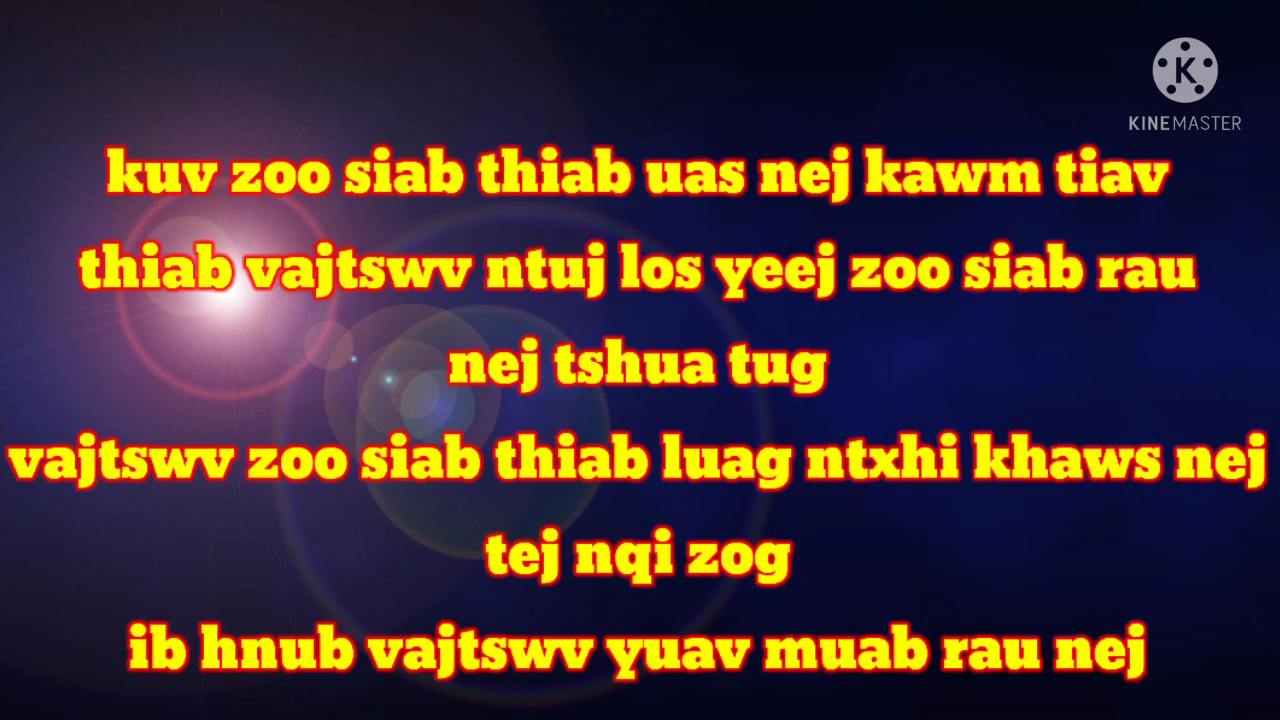 KINEMASTER
kuv zoo siab thiab uas nej kawm tiav
thiab vajtswv ntuj los yeej zoo siab rau
nej tshua tug
vajtswv zoo siab thiab luag ntxhi khaws nej
tej nqi zog
ib hnub vajtswv yuav muab rau nej